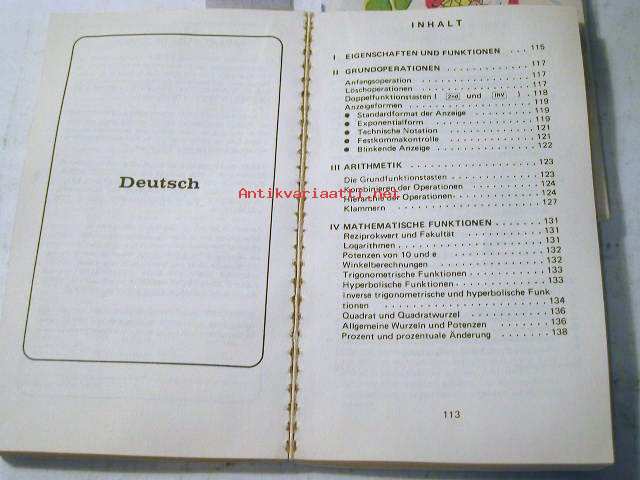 Deutsch
Antikvariaatti.net
INHALT
I EIGENSCHAFTEN UND FUNKTIONEN . . . 115
II GRUNDOPERATIONEN . . . . . . . . . 117
Anfangsoperation . . . . . . . . . . . 117
Löschoperationen . . . . . . . . . . . 117
Doppelfunktionstasten ( 2nd und INV ) . 118
Anzeigeformen . . . . . . . . . . . . 119
● Standardformat der Anzeige . . . . . . 119
● Exponentialform . . . . . . . . . . . 119
● Technische Notation . . . . . . . . . 121
● Festkommakontrolle . . . . . . . . . 121
● Blinkende Anzeige . . . . . . . . . . 122
III ARITHMETIK . . . . . . . . . . . . 123
Die Grundfunktionstasten . . . . . . . . 123
Kombinieren der Operationen . . . . . . 124
Hierarchie der Operationen . . . . . . . 124
Klammern . . . . . . . . . . . . . . 127
IV MATHEMATISCHE FUNKTIONEN . . . . . 131
Reziprokwert und Fakultät . . . . . . . 131
Logarithmen . . . . . . . . . . . . . 131
Potenzen von 10 und e . . . . . . . . . 132
Winkelberechnungen . . . . . . . . . . 132
Trigonometrische Funktionen . . . . . . 133
Hyperbolische Funktionen . . . . . . . . 133
Inverse trigonometrische und hyperbolische Funk
tionen . . . . . . . . . . . . . . . 134
Quadrat und Quadratwurzel . . . . . . . 136
Allgemeine Wurzeln und Potenzen . . . . 136
Prozent und prozentuale Änderung . . . . 138
113